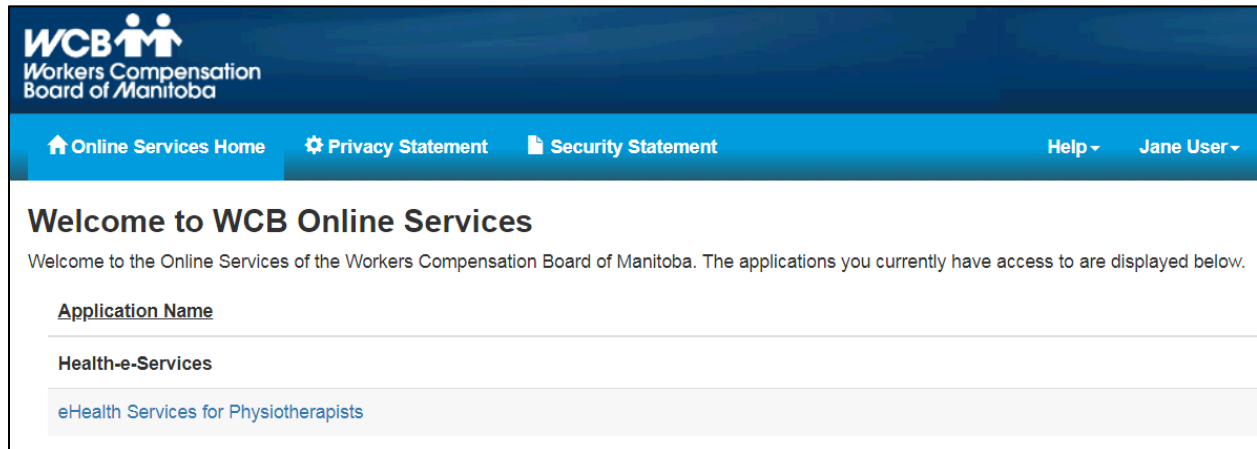 WCB
Workers Compensation
Board of Manitoba
Online Services Home Privacy Statement Security Statement Help Jane User
Welcome to WCB Online Services
Welcome to the Online Services of the Workers Compensation Board of Manitoba. The applications you currently have access to are displayed below.
Application Name
Health-e-Services
eHealth Services for Physiotherapists